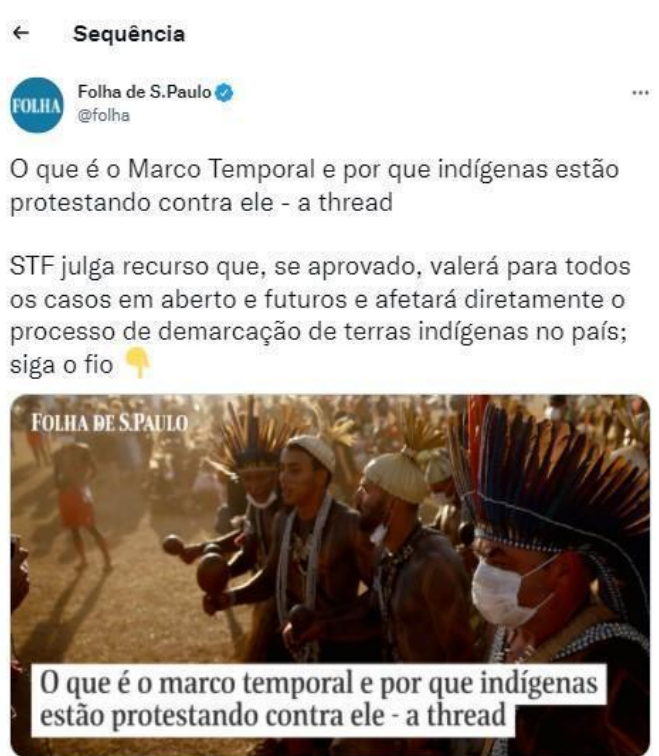 Sequência
FOLHA
Folha de S.Paulo
@folha
O que é o Marco Temporal e por que indígenas estão
protestando contra ele - a thread
STF julga recurso que, se aprovado, valerá para todos
os casos em aberto e futuros e afetará diretamente o
processo de demarcação de terras indígenas no país;
siga o fio 👇
FOLHA DE S.PAULO
O que é o marco temporal e por que indígenas
estão protestando contra ele - a thread